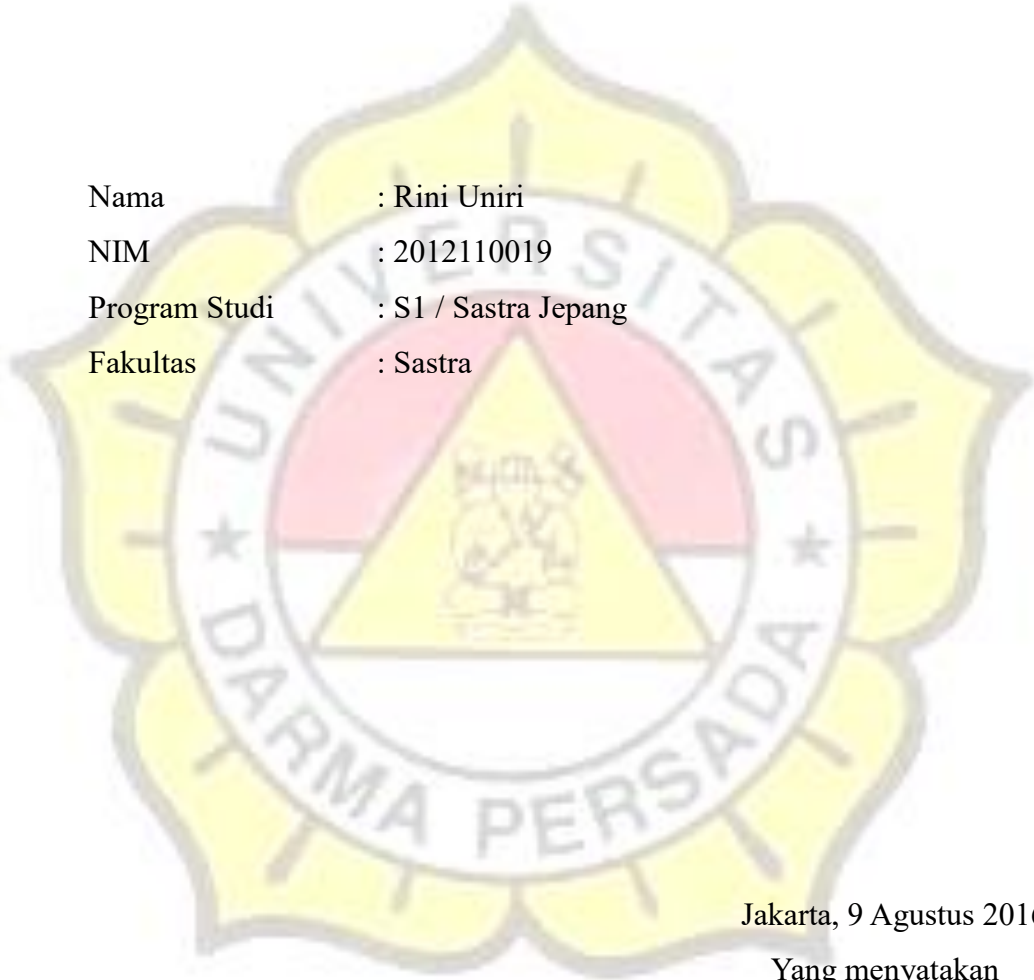 Nama : Rini Uniri
NIM : 2012110019
Program Studi : S1 / Sastra Jepang
Fakultas : Sastra
UNIVERSITAS
DARMA PERSADA
Jakarta, 9 Agustus 2016
Yang menyatakan